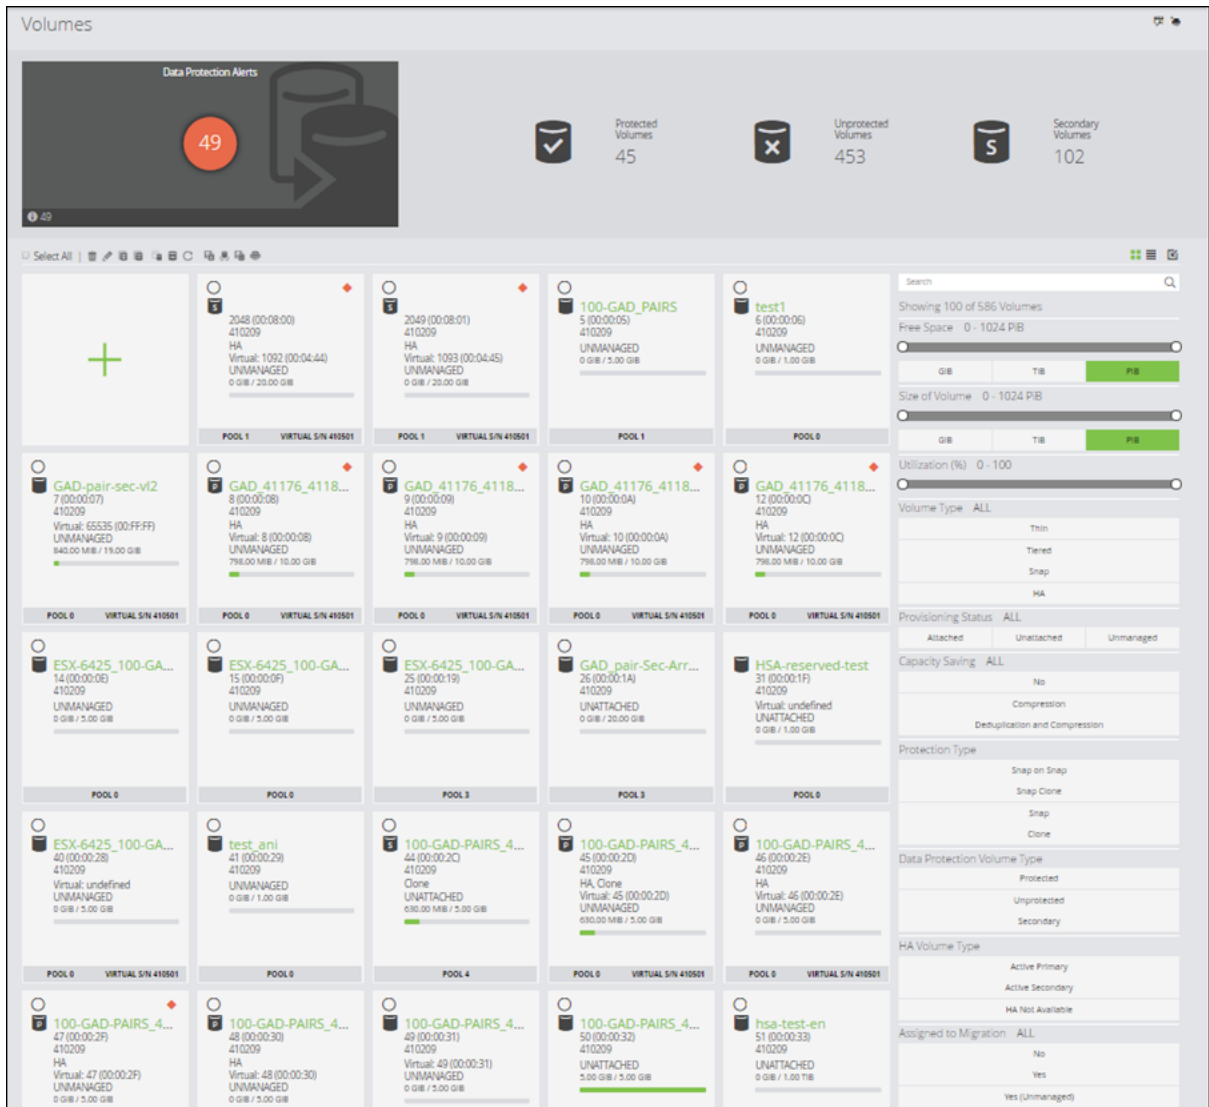 Volumes
Data Protection Alerts
49
49
Protected
Volumes
45
Unprotected
Volumes
453
Secondary
Volumes
S
102
Select All
S
2048 (00:08:00)
410209
HA
Virtual: 1092 (00:04:44)
UNMANAGED
0 GiB / 20.00 GiB
POOL 1 VIRTUAL S/N 410501
S
2049 (00:08:01)
410209
HA
Virtual: 1093 (00:04:45)
UNMANAGED
0 GiB / 20.00 GiB
POOL 1 VIRTUAL S/N 410501
100-GAD_PAIRS
5 (00:00:05)
410209
UNMANAGED
0 GiB / 5.00 GiB
POOL 1
test1
6 (00:00:06)
410209
UNMANAGED
0 GiB / 1.00 GiB
POOL 0
GAD-pair-sec-vl2
7 (00:00:07)
410209
Virtual: 65535 (00:FF:FF)
UNMANAGED
840.00 MiB / 19.00 GiB
POOL 0 VIRTUAL S/N 410501
P
GAD_41176_4118...
8 (00:00:08)
410209
HA
Virtual: 8 (00:00:08)
UNMANAGED
798.00 MiB / 10.00 GiB
POOL 0 VIRTUAL S/N 410501
P
GAD_41176_4118...
9 (00:00:09)
410209
HA
Virtual: 9 (00:00:09)
UNMANAGED
798.00 MiB / 10.00 GiB
POOL 0 VIRTUAL S/N 410501
P
GAD_41176_4118...
10 (00:00:0A)
410209
HA
Virtual: 10 (00:00:0A)
UNMANAGED
798.00 MiB / 10.00 GiB
POOL 0 VIRTUAL S/N 410501
P
GAD_41176_4118...
12 (00:00:0C)
410209
HA
Virtual: 12 (00:00:0C)
UNMANAGED
798.00 MiB / 10.00 GiB
POOL 0 VIRTUAL S/N 410501
ESX-6425_100-GA...
14 (00:00:0E)
410209
UNMANAGED
0 GiB / 5.00 GiB
POOL 0
ESX-6425_100-GA...
15 (00:00:0F)
410209
UNMANAGED
0 GiB / 5.00 GiB
POOL 0
ESX-6425_100-GA...
25 (00:00:19)
410209
UNMANAGED
0 GiB / 5.00 GiB
POOL 3
GAD_pair-Sec-Arr...
26 (00:00:1A)
410209
UNATTACHED
0 GiB / 20.00 GiB
POOL 3
HSA-reserved-test
31 (00:00:1F)
410209
Virtual: undefined
UNATTACHED
0 GiB / 1.00 GiB
POOL 0
ESX-6425_100-GA...
40 (00:00:28)
410209
Virtual: undefined
UNMANAGED
0 GiB / 5.00 GiB
POOL 0 VIRTUAL S/N 410501
test_ani
41 (00:00:29)
410209
UNMANAGED
0 GiB / 1.00 GiB
POOL 0
S
100-GAD-PAIRS_4...
44 (00:00:2C)
410209
Clone
UNATTACHED
630.00 MiB / 5.00 GiB
POOL 4
P
100-GAD-PAIRS_4...
45 (00:00:2D)
410209
HA, Clone
Virtual: 45 (00:00:2D)
UNMANAGED
630.00 MiB / 5.00 GiB
POOL 0 VIRTUAL S/N 410501
P
100-GAD-PAIRS_4...
46 (00:00:2E)
410209
HA
Virtual: 46 (00:00:2E)
UNMANAGED
0 GiB / 5.00 GiB
POOL 0 VIRTUAL S/N 410501
P
100-GAD-PAIRS_4...
47 (00:00:2F)
410209
HA
Virtual: 47 (00:00:2F)
UNMANAGED
0 GiB / 5.00 GiB
P
100-GAD-PAIRS_4...
48 (00:00:30)
410209
HA
Virtual: 48 (00:00:30)
UNMANAGED
0 GiB / 5.00 GiB
100-GAD-PAIRS_4...
49 (00:00:31)
410209
Virtual: 49 (00:00:31)
UNMANAGED
0 GiB / 5.00 GiB
100-GAD-PAIRS_4...
50 (00:00:32)
410209
UNATTACHED
5.00 GiB / 5.00 GiB
hsa-test-en
51 (00:00:33)
410209
UNATTACHED
0 GiB / 1.00 TiB
Search
Showing 100 of 586 Volumes
Free Space 0 - 1024 PiB
GiB TiB PiB
Size of Volume 0 - 1024 PiB
GiB TiB PiB
Utilization (%) 0 - 100
Volume Type ALL
Thin
Tiered
Snap
HA
Provisioning Status ALL
Attached Unattached Unmanaged
Capacity Saving ALL
No
Compression
Deduplication and Compression
Protection Type
Snap on Snap
Snap Clone
Snap
Clone
Data Protection Volume Type
Protected
Unprotected
Secondary
HA Volume Type
Active Primary
Active Secondary
HA Not Available
Assigned to Migration ALL
No
Yes
Yes (Unmanaged)